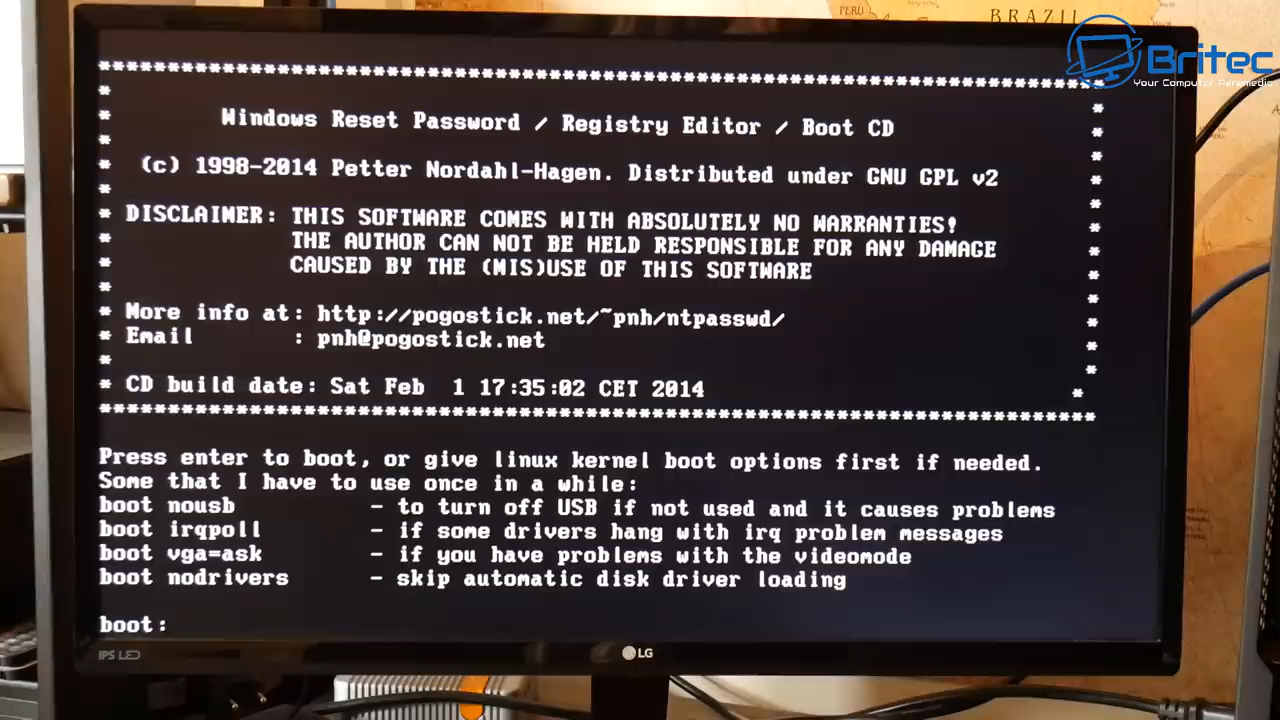 PERU
BRAZIL
Britec
Your Computer Paramedic
*******************************************************************************
*
Windows Reset Password / Registry Editor / Boot CD
*
(c) 1998-2014 Petter Nordahl-Hagen. Distributed under GNU GPL v2
*
* DISCLAIMER: THIS SOFTWARE COMES WITH ABSOLUTELY NO WARRANTIES! *
* THE AUTHOR CAN NOT BE HELD RESPONSIBLE FOR ANY DAMAGE *
* CAUSED BY THE (MIS)USE OF THIS SOFTWARE *
*
* More info at: http://pogostick.net/~pnh/ntpasswd/ *
* Email : pnh@pogostick.net *
*
* CD build date: Sat Feb 1 17:35:02 CET 2014 *
*******************************************************************************
Press enter to boot, or give linux kernel boot options first if needed.
Some that I have to use once in a while:
boot nousb - to turn off USB if not used and it causes problems
boot irqpoll - if some drivers hang with irq problem messages
boot vga=ask - if you have problems with the videomode
boot nodrivers - skip automatic disk driver loading
boot:
IPS LED
LG